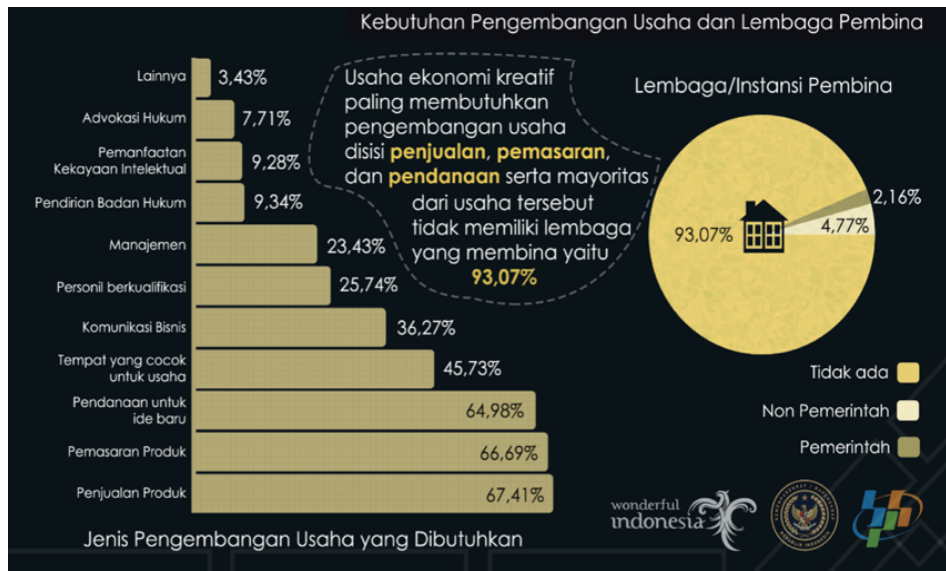 Kebutuhan Pengembangan Usaha dan Lembaga Pembina
Lainnya
3,43%
Advokasi Hukum
7,71%
Pemanfaatan
Kekayaan Intelektual
9,28%
Pendirian Badan Hukum
9,34%
Manajemen
23,43%
Personil berkualifikasi
25,74%
Komunikasi Bisnis
36,27%
Tempat yang cocok
untuk usaha
45,73%
Pendanaan untuk
ide baru
64,98%
Pemasaran Produk
66,69%
Penjualan Produk
67,41%
Jenis Pengembangan Usaha yang Dibutuhkan
Usaha ekonomi kreatif
paling membutuhkan
pengembangan usaha
disisi penjualan, pemasaran,
dan pendanaan serta mayoritas
dari usaha tersebut
tidak memiliki lembaga
yang membina yaitu
93,07%
Lembaga/Instansi Pembina
93,07%
2,16%
4,77%
Tidak ada
Non Pemerintah
Pemerintah
wonderful
indonesia